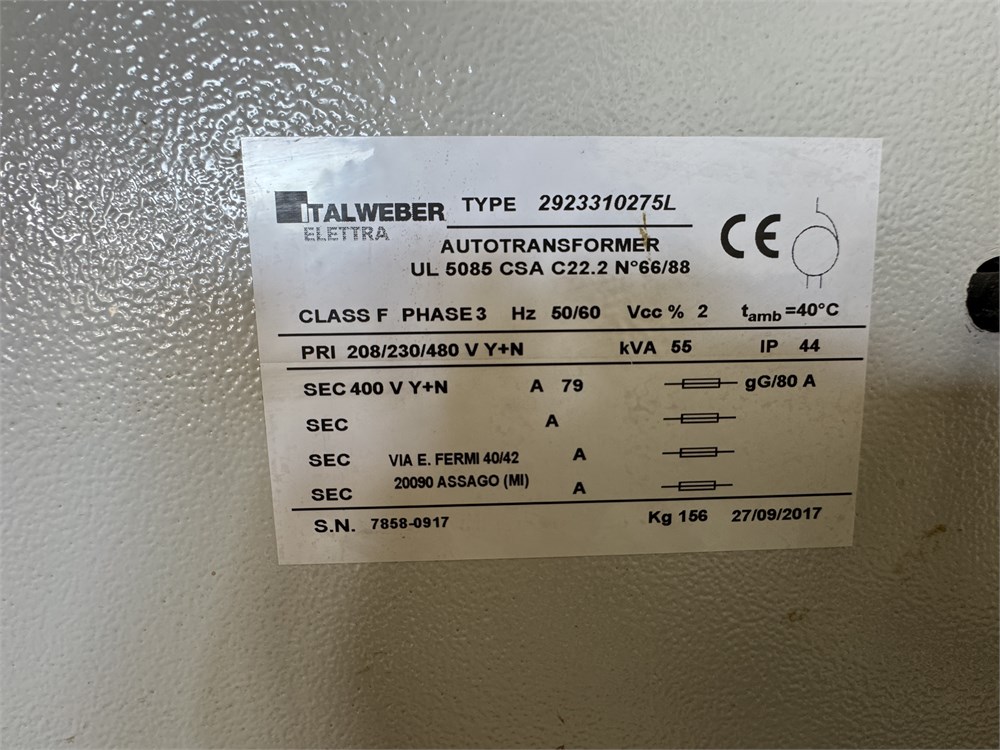 ITALWEBER
ELETTRA
TYPE 2923310275L
AUTOTRANSFORMER
UL 5085 CSA C22.2 N°66/88
CE
CLASS F PHASE 3 Hz 50/60 Vcc % 2 tamb =40°C
PRI 208/230/480 V Y+N kVA 55 IP 44
SEC 400 V Y+N A 79 gG/80 A
SEC A
SEC VIA E. FERMI 40/42 A
SEC 20090 ASSAGO (MI) A
S.N. 7858-0917 Kg 156 27/09/2017